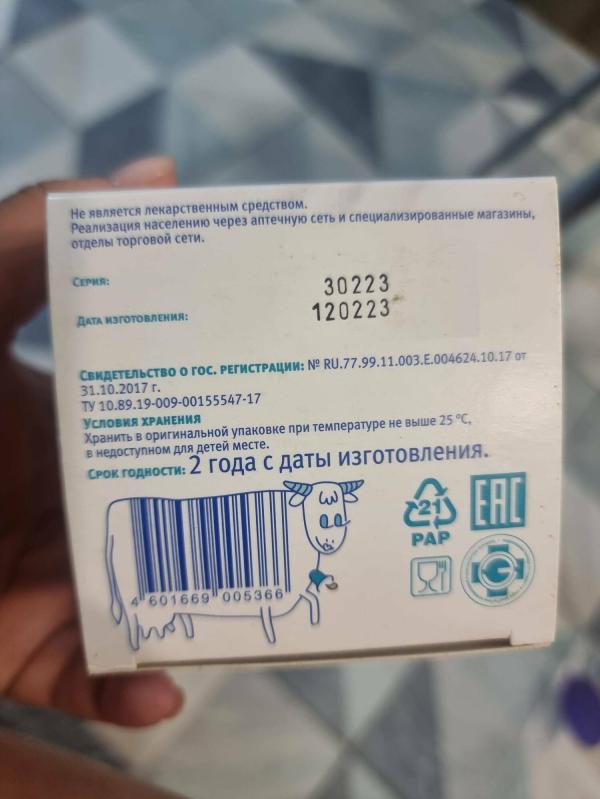 Не является лекарственным средством.
Реализация населению через аптечную сеть и специализированные магазины,
отделы торговой сети.
Серия: 30223
Дата изготовления: 120223
Свидетельство о гос. регистрации: № RU.77.99.11.003.Е.004624.10.17 от
31.10.2017 г.
ТУ 10.89.19-009-00155547-17
Условия хранения
Хранить в оригинальной упаковке при температуре не выше 25 °С,
в недоступном для детей месте.
Срок годности: 2 года с даты изготовления.
21
PAP
EAC
4 601669 005366